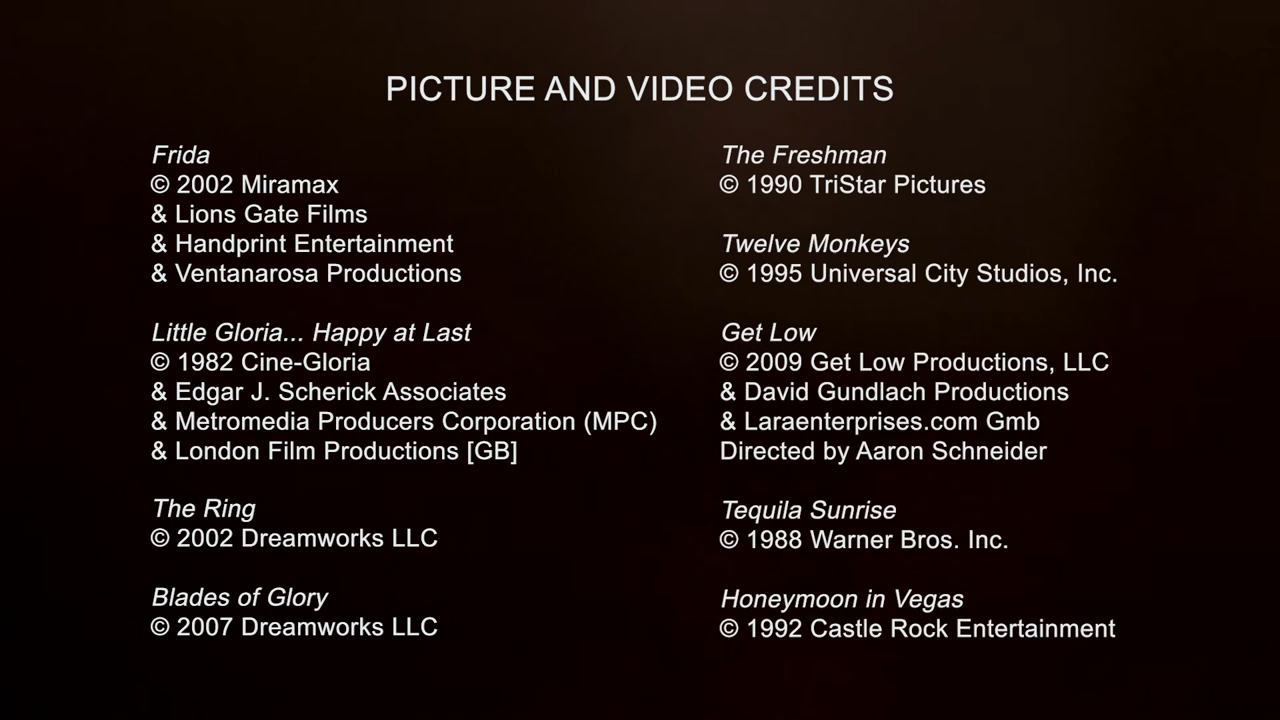 PICTURE AND VIDEO CREDITS
Frida
© 2002 Miramax
& Lions Gate Films
& Handprint Entertainment
& Ventanarosa Productions
Little Gloria... Happy at Last
© 1982 Cine-Gloria
& Edgar J. Scherick Associates
& Metromedia Producers Corporation (MPC)
& London Film Productions [GB]
The Ring
© 2002 Dreamworks LLC
Blades of Glory
© 2007 Dreamworks LLC
The Freshman
© 1990 TriStar Pictures
Twelve Monkeys
© 1995 Universal City Studios, Inc.
Get Low
© 2009 Get Low Productions, LLC
& David Gundlach Productions
& Laraenterprises.com Gmb
Directed by Aaron Schneider
Tequila Sunrise
© 1988 Warner Bros. Inc.
Honeymoon in Vegas
© 1992 Castle Rock Entertainment